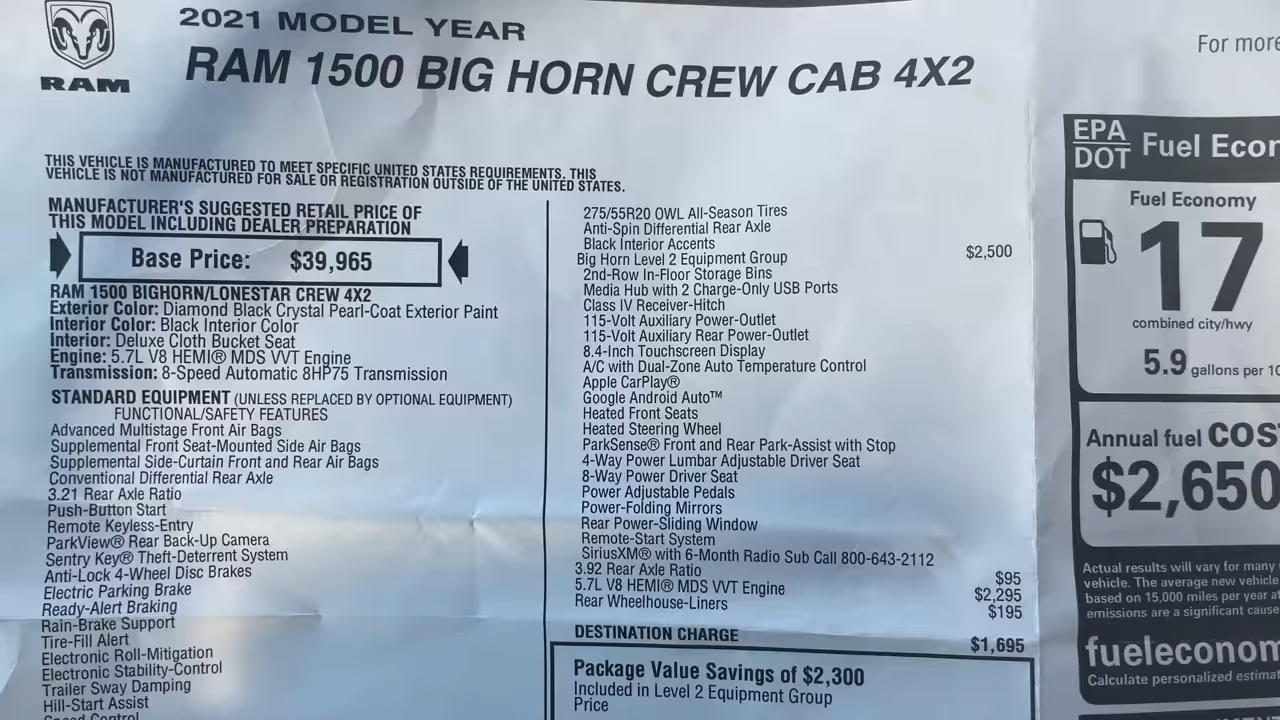 RAM
2021 MODEL YEAR
RAM 1500 BIG HORN CREW CAB 4X2
THIS VEHICLE IS MANUFACTURED TO MEET SPECIFIC UNITED STATES REQUIREMENTS. THIS
VEHICLE IS NOT MANUFACTURED FOR SALE OR REGISTRATION OUTSIDE OF THE UNITED STATES.
MANUFACTURER'S SUGGESTED RETAIL PRICE OF
THIS MODEL INCLUDING DEALER PREPARATION
Base Price: $39,965
RAM 1500 BIGHORN/LONESTAR CREW 4X2
Exterior Color: Diamond Black Crystal Pearl-Coat Exterior Paint
Interior Color: Black Interior Color
Interior: Deluxe Cloth Bucket Seat
Engine: 5.7L V8 HEMI® MDS VVT Engine
Transmission: 8-Speed Automatic 8HP75 Transmission
STANDARD EQUIPMENT (UNLESS REPLACED BY OPTIONAL EQUIPMENT)
FUNCTIONAL/SAFETY FEATURES
Advanced Multistage Front Air Bags
Supplemental Front Seat-Mounted Side Air Bags
Supplemental Side-Curtain Front and Rear Air Bags
Conventional Differential Rear Axle
3.21 Rear Axle Ratio
Push-Button Start
Remote Keyless-Entry
ParkView® Rear Back-Up Camera
Sentry Key® Theft-Deterrent System
Anti-Lock 4-Wheel Disc Brakes
Electric Parking Brake
Ready-Alert Braking
Rain-Brake Support
Tire-Fill Alert
Electronic Roll-Mitigation
Electronic Stability-Control
Trailer Sway Damping
Hill-Start Assist
Speed Control
275/55R20 OWL All-Season Tires
Anti-Spin Differential Rear Axle
Black Interior Accents
Big Horn Level 2 Equipment Group $2,500
2nd-Row In-Floor Storage Bins
Media Hub with 2 Charge-Only USB Ports
Class IV Receiver-Hitch
115-Volt Auxiliary Power-Outlet
115-Volt Auxiliary Rear Power-Outlet
8.4-Inch Touchscreen Display
A/C with Dual-Zone Auto Temperature Control
Apple CarPlay®
Google Android Auto™
Heated Front Seats
Heated Steering Wheel
ParkSense® Front and Rear Park-Assist with Stop
4-Way Power Lumbar Adjustable Driver Seat
8-Way Power Driver Seat
Power Adjustable Pedals
Power-Folding Mirrors
Rear Power-Sliding Window
Remote-Start System
SiriusXM® with 6-Month Radio Sub Call 800-643-2112
3.92 Rear Axle Ratio $95
5.7L V8 HEMI® MDS VVT Engine $2,295
Rear Wheelhouse-Liners $195
DESTINATION CHARGE $1,695
Package Value Savings of $2,300
Included in Level 2 Equipment Group
Price
For more
EPA
DOT
Fuel Econ
Fuel Economy
17
combined city/hwy
5.9 gallons per 10
Annual fuel COS
$2,650
Actual results will vary for many
vehicle. The average new vehicle
based on 15,000 miles per year at
emissions are a significant cause
fueleconom
Calculate personalized estimat